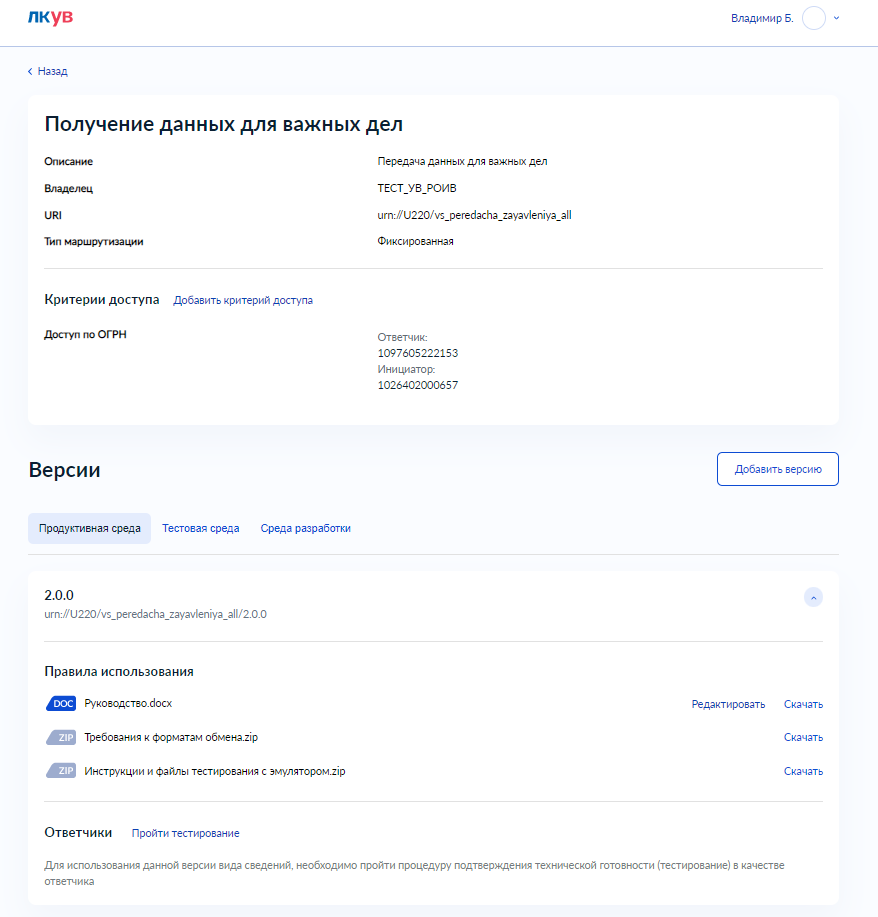 ЛКУВ
Владимир Б.
Назад
Получение данных для важных дел
Описание Передача данных для важных дел
Владелец ТЕСТ_УВ_РОИВ
URI urn://U220/vs_peredacha_zayavleniya_all
Тип маршрутизации Фиксированная
Критерии доступа Добавить критерий доступа
Доступ по ОГРН Ответчик:
1097605222153
Инициатор:
1026402000657
Версии Добавить версию
Продуктивная среда Тестовая среда Среда разработки
2.0.0
urn://U220/vs_peredacha_zayavleniya_all/2.0.0
Правила использования
DOC Руководство.docx Редактировать Скачать
ZIP Требования к форматам обмена.zip Скачать
ZIP Инструкции и файлы тестирования с эмулятором.zip Скачать
Ответчики Пройти тестирование
Для использования данной версии вида сведений, необходимо пройти процедуру подтверждения технической готовности (тестирование) в качестве
ответчика